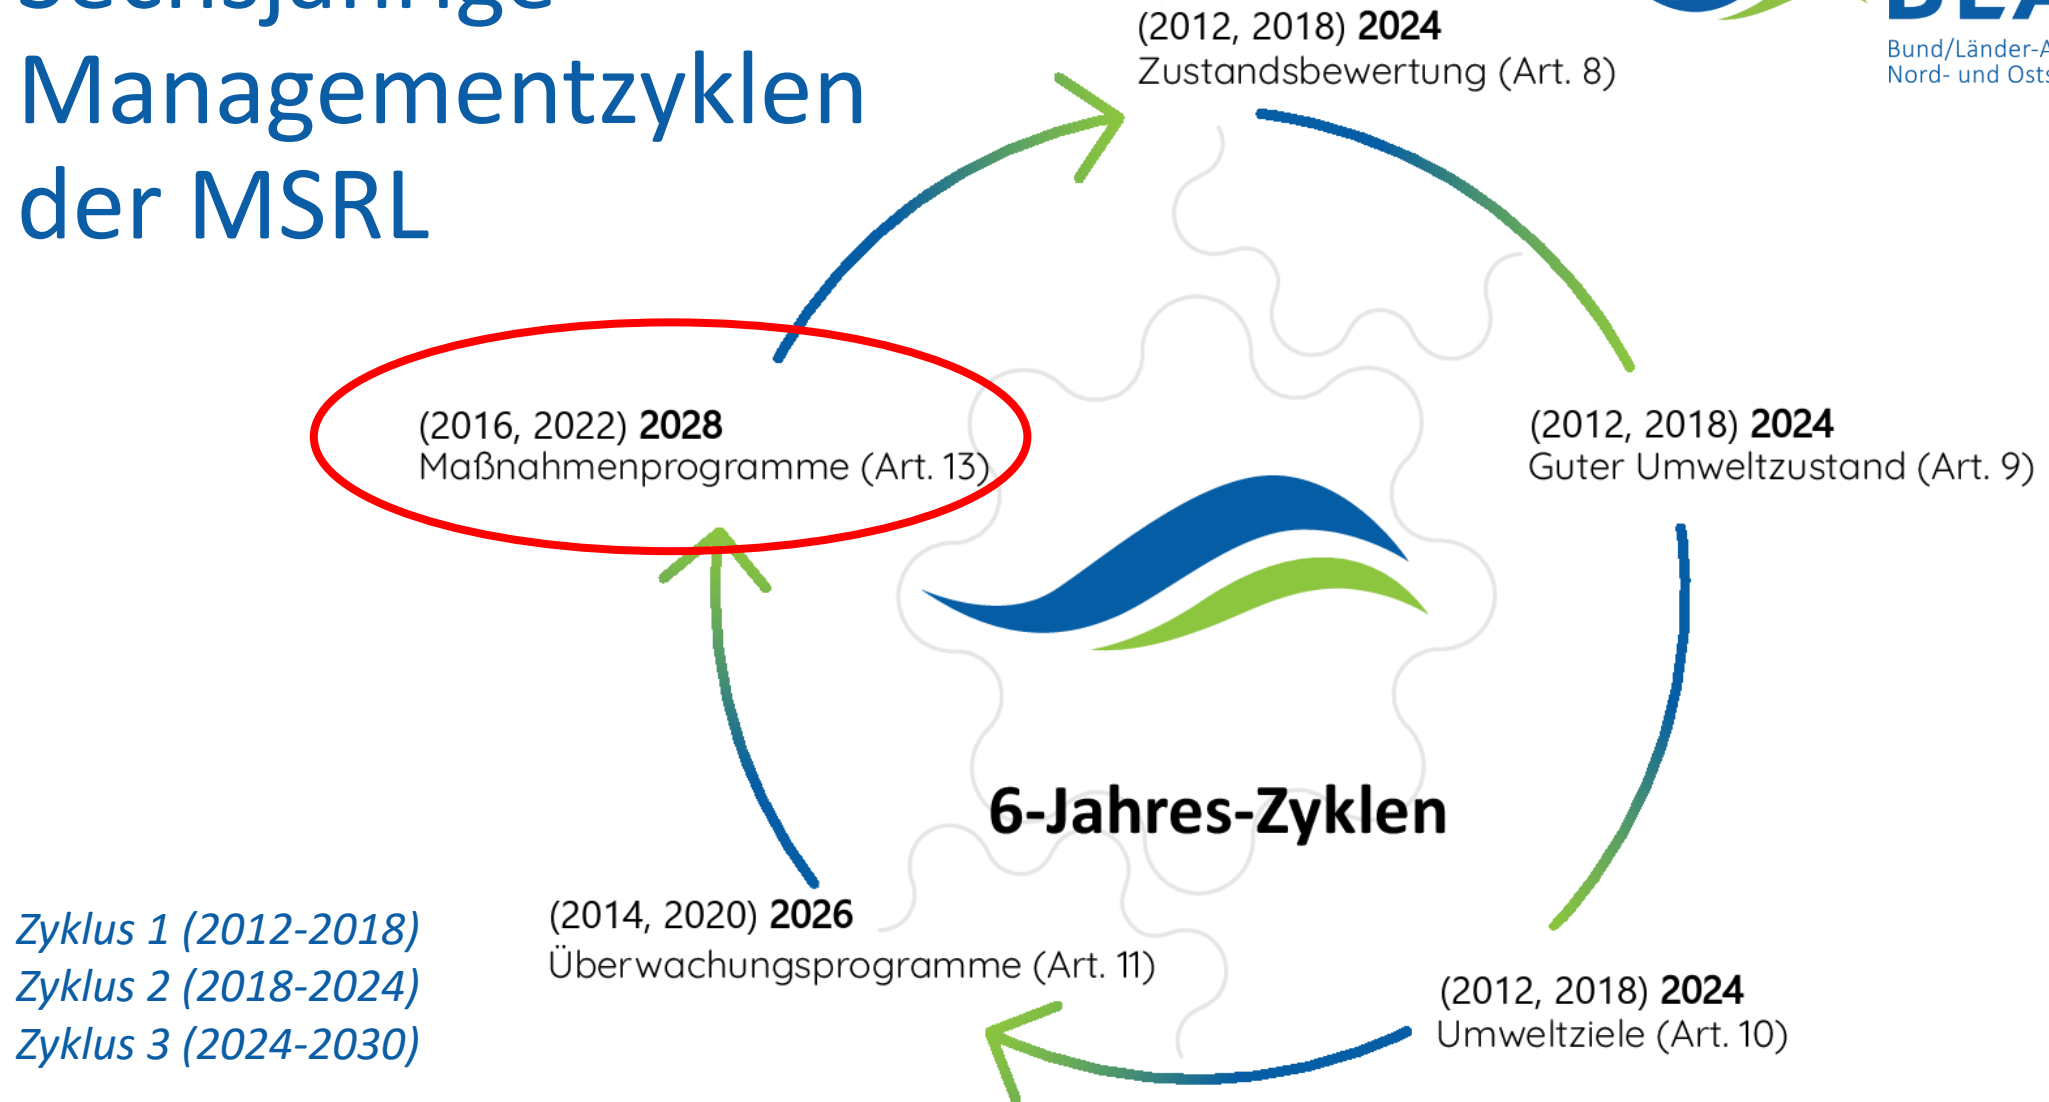 Sechsjährige
Managementzyklen
der MSRL
Bund/Länder-A
Nord- und Osts
(2012, 2018) 2024
Zustandsbewertung (Art. 8)
(2016, 2022) 2028
Maßnahmenprogramme (Art. 13)
(2012, 2018) 2024
Guter Umweltzustand (Art. 9)
6-Jahres-Zyklen
(2014, 2020) 2026
Überwachungsprogramme (Art. 11)
(2012, 2018) 2024
Umweltziele (Art. 10)
Zyklus 1 (2012-2018)
Zyklus 2 (2018-2024)
Zyklus 3 (2024-2030)